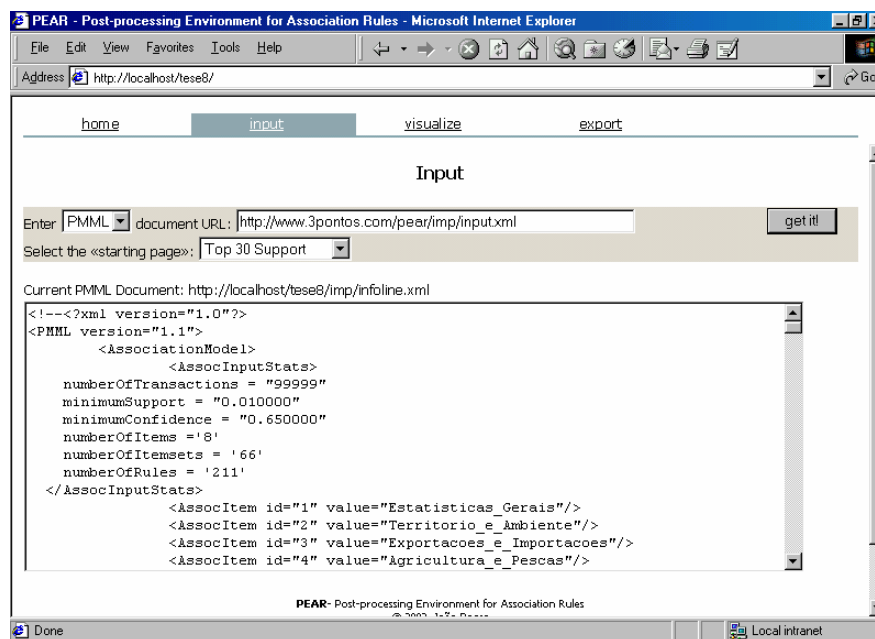 PEAR - Post-processing Environment for Association Rules - Microsoft Internet Explorer
File Edit View Favorites Tools Help
Address http://localhost/tese8/ Go
home input visualize export
Input
Enter PMML document URL: http://www.3pontos.com/pear/imp/input.xml get it!
Select the «starting page»: Top 30 Support
Current PMML Document: http://localhost/tese8/imp/infoline.xml
<!--<?xml version="1.0"?>
<PMML version="1.1">
<AssociationModel>
<AssocInputStats>
numberOfTransactions = "99999"
minimumSupport = "0.010000"
minimumConfidence = "0.650000"
numberOfItems ='8'
numberOfItemsets = '66'
numberOfRules = '211'
</AssocInputStats>
<AssocItem id="1" value="Estatisticas_Gerais"/>
<AssocItem id="2" value="Territorio_e_Ambiente"/>
<AssocItem id="3" value="Exportacoes_e_Importacoes"/>
<AssocItem id="4" value="Agricultura_e_Pescas"/>
PEAR- Post-processing Environment for Association Rules
Done Local intranet